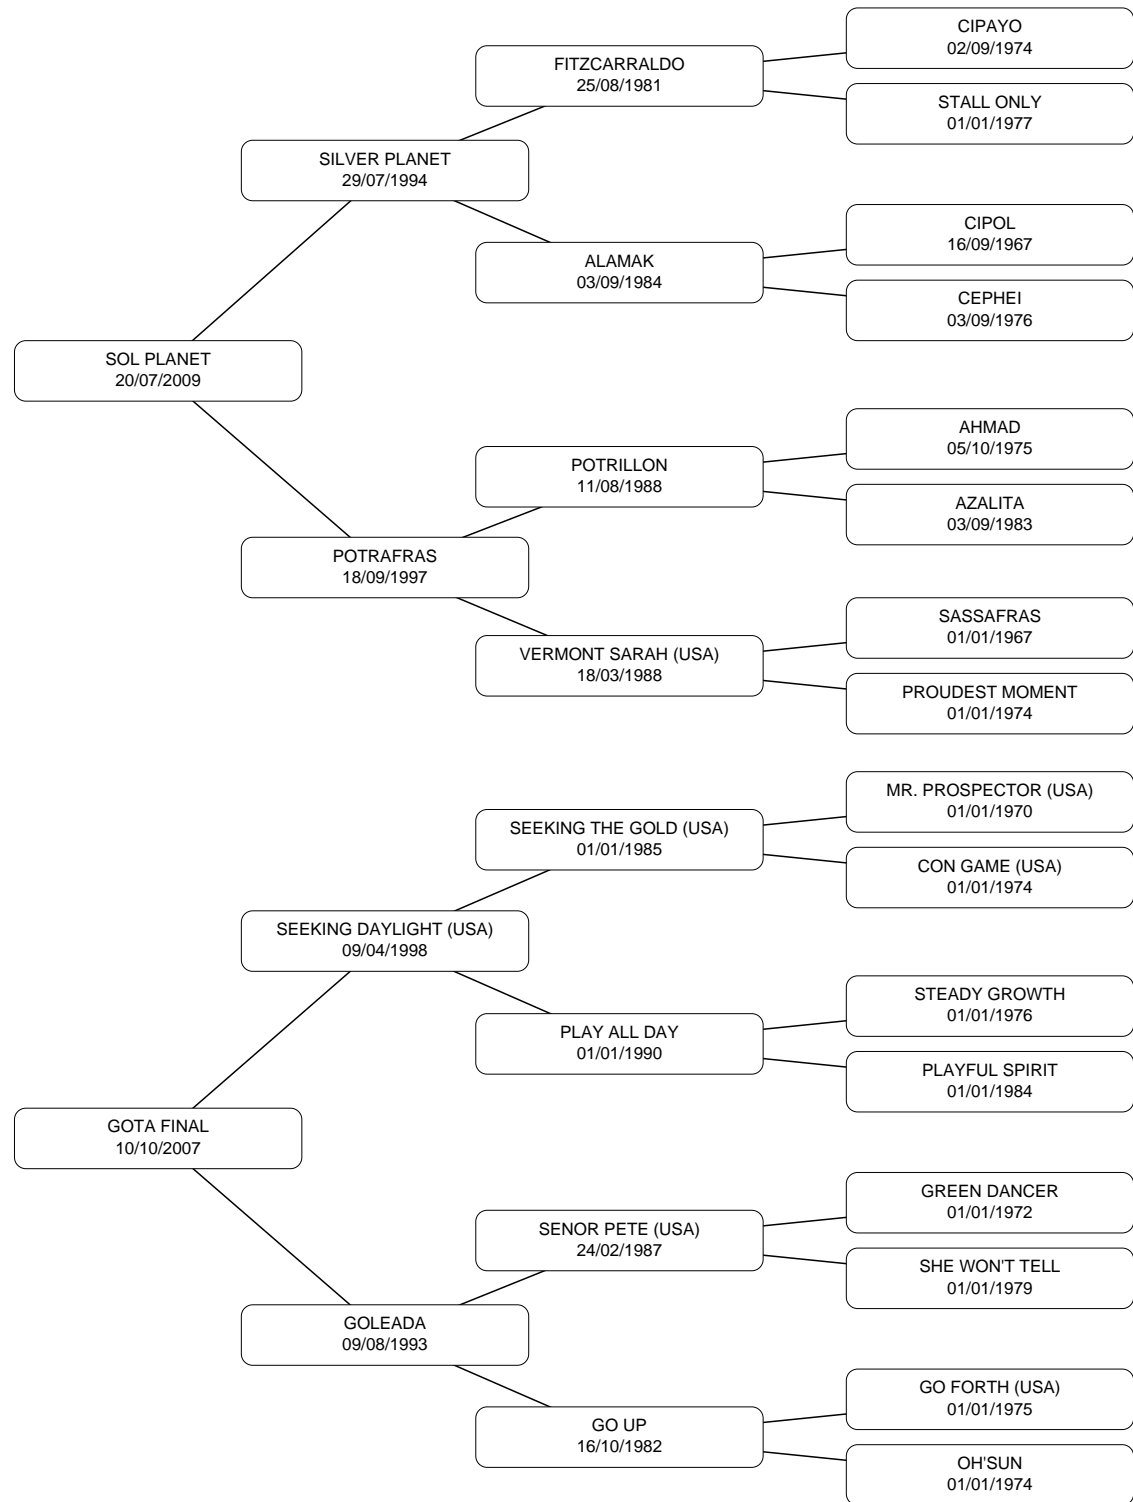 CIPAYO
02/09/1974
FITZCARRALDO
25/08/1981
STALL ONLY
01/01/1977
SILVER PLANET
29/07/1994
CIPOL
16/09/1967
ALAMAK
03/09/1984
CEPHEI
03/09/1976
SOL PLANET
20/07/2009
AHMAD
05/10/1975
POTRILLON
11/08/1988
AZALITA
03/09/1983
POTRAFRAS
18/09/1997
SASSAFRAS
01/01/1967
VERMONT SARAH (USA)
18/03/1988
PROUDEST MOMENT
01/01/1974
MR. PROSPECTOR (USA)
01/01/1970
SEEKING THE GOLD (USA)
01/01/1985
CON GAME (USA)
01/01/1974
SEEKING DAYLIGHT (USA)
09/04/1998
STEADY GROWTH
01/01/1976
PLAY ALL DAY
01/01/1990
PLAYFUL SPIRIT
01/01/1984
GOTA FINAL
10/10/2007
GREEN DANCER
01/01/1972
SENOR PETE (USA)
24/02/1987
SHE WON'T TELL
01/01/1979
GOLEADA
09/08/1993
GO FORTH (USA)
01/01/1975
GO UP
16/10/1982
OH'SUN
01/01/1974